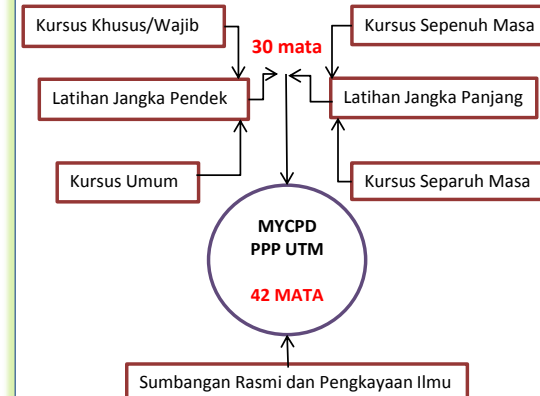 Kursus Khusus/Wajib
Kursus Sepenuh Masa
30 mata
Latihan Jangka Pendek
Latihan Jangka Panjang
Kursus Umum
Kursus Separuh Masa
MYCPD
PPP UTM
42 MATA
Sumbangan Rasmi dan Pengkayaan Ilmu